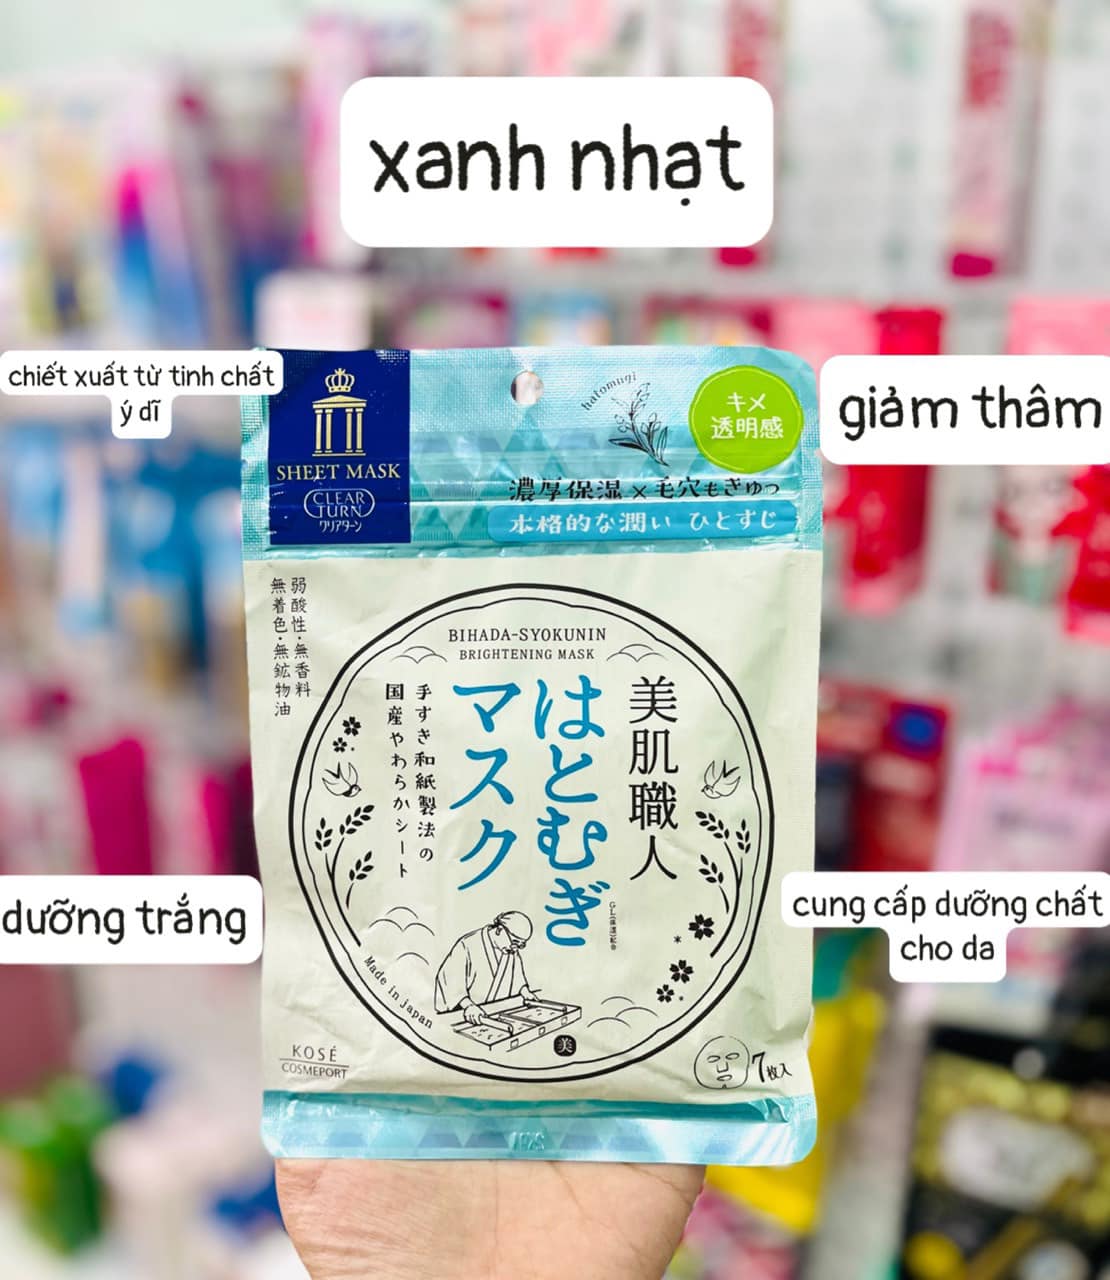 xanh nhạt
chiết xuất từ tinh chất
ý dĩ
giảm thâm
dưỡng trắng
cung cấp dưỡng chất
cho da
SHEET MASK
CLEAR
TURN
クリアターン
hatomugi
キメ
透明感
濃厚保湿×毛穴もきゅっ
本格的な潤い ひとすじ
弱酸性・無香料
無着色・無鉱物油
BIHADA-SYOKUNIN
BRIGHTENING MASK
美肌職人
はとむぎ
マスク
手すき和紙製法の
国産やわらかシート
Made in Japan
美
KOSÉ
COSMEPORT
7枚入